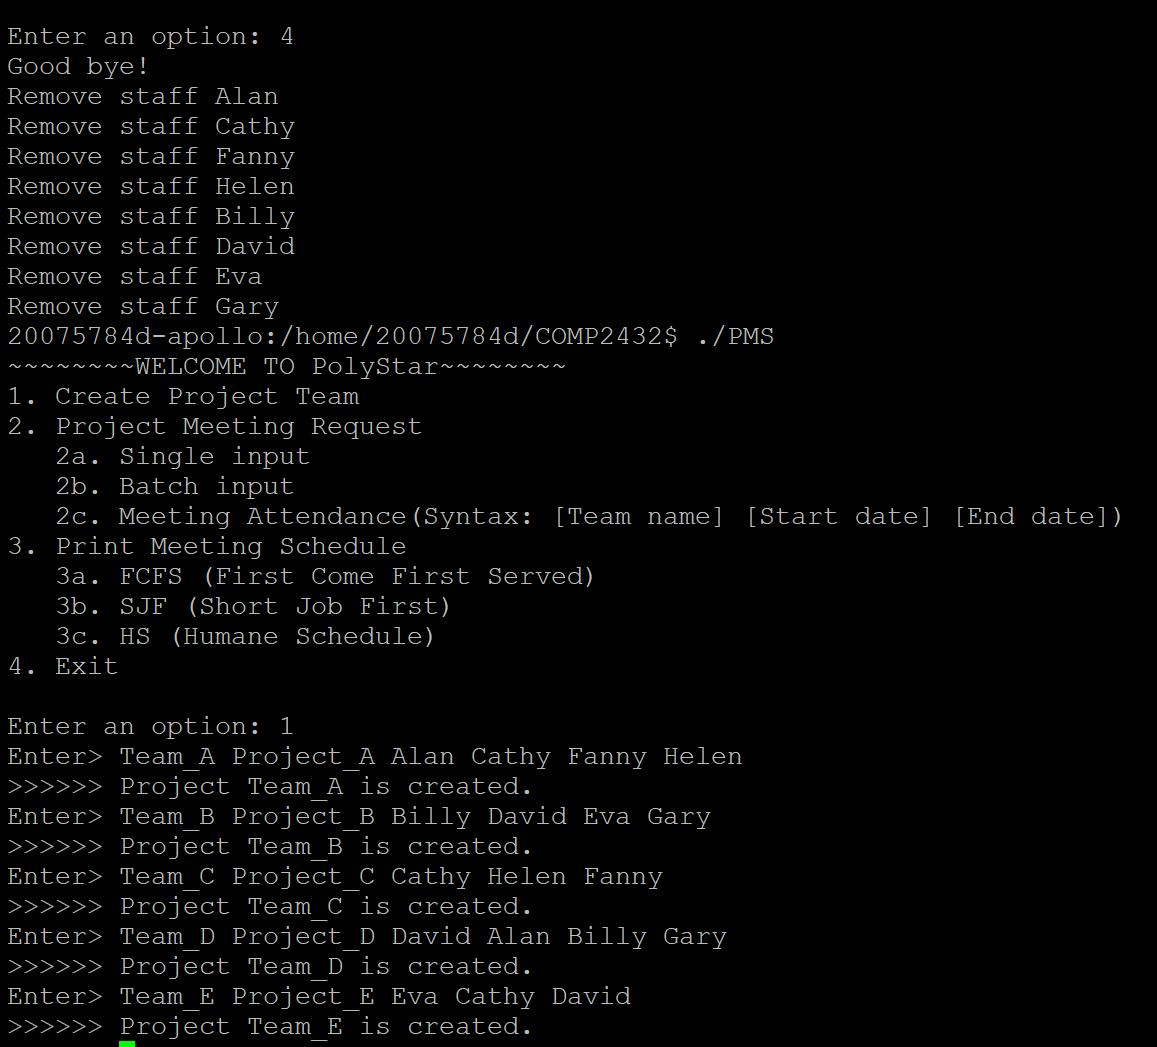 Enter an option: 4
Good bye!
Remove staff Alan
Remove staff Cathy
Remove staff Fanny
Remove staff Helen
Remove staff Billy
Remove staff David
Remove staff Eva
Remove staff Gary
20075784d-apollo:/home/20075784d/COMP2432$ ./PMS
~~~~~~~~WELCOME TO PolyStar~~~~~~~~
1. Create Project Team
2. Project Meeting Request
   2a. Single input
   2b. Batch input
   2c. Meeting Attendance(Syntax: [Team name] [Start date] [End date])
3. Print Meeting Schedule
   3a. FCFS (First Come First Served)
   3b. SJF (Short Job First)
   3c. HS (Humane Schedule)
4. Exit

Enter an option: 1
Enter> Team_A Project_A Alan Cathy Fanny Helen
>>>>>> Project Team_A is created.
Enter> Team_B Project_B Billy David Eva Gary
>>>>>> Project Team_B is created.
Enter> Team_C Project_C Cathy Helen Fanny
>>>>>> Project Team_C is created.
Enter> Team_D Project_D David Alan Billy Gary
>>>>>> Project Team_D is created.
Enter> Team_E Project_E Eva Cathy David
>>>>>> Project Team_E is created.